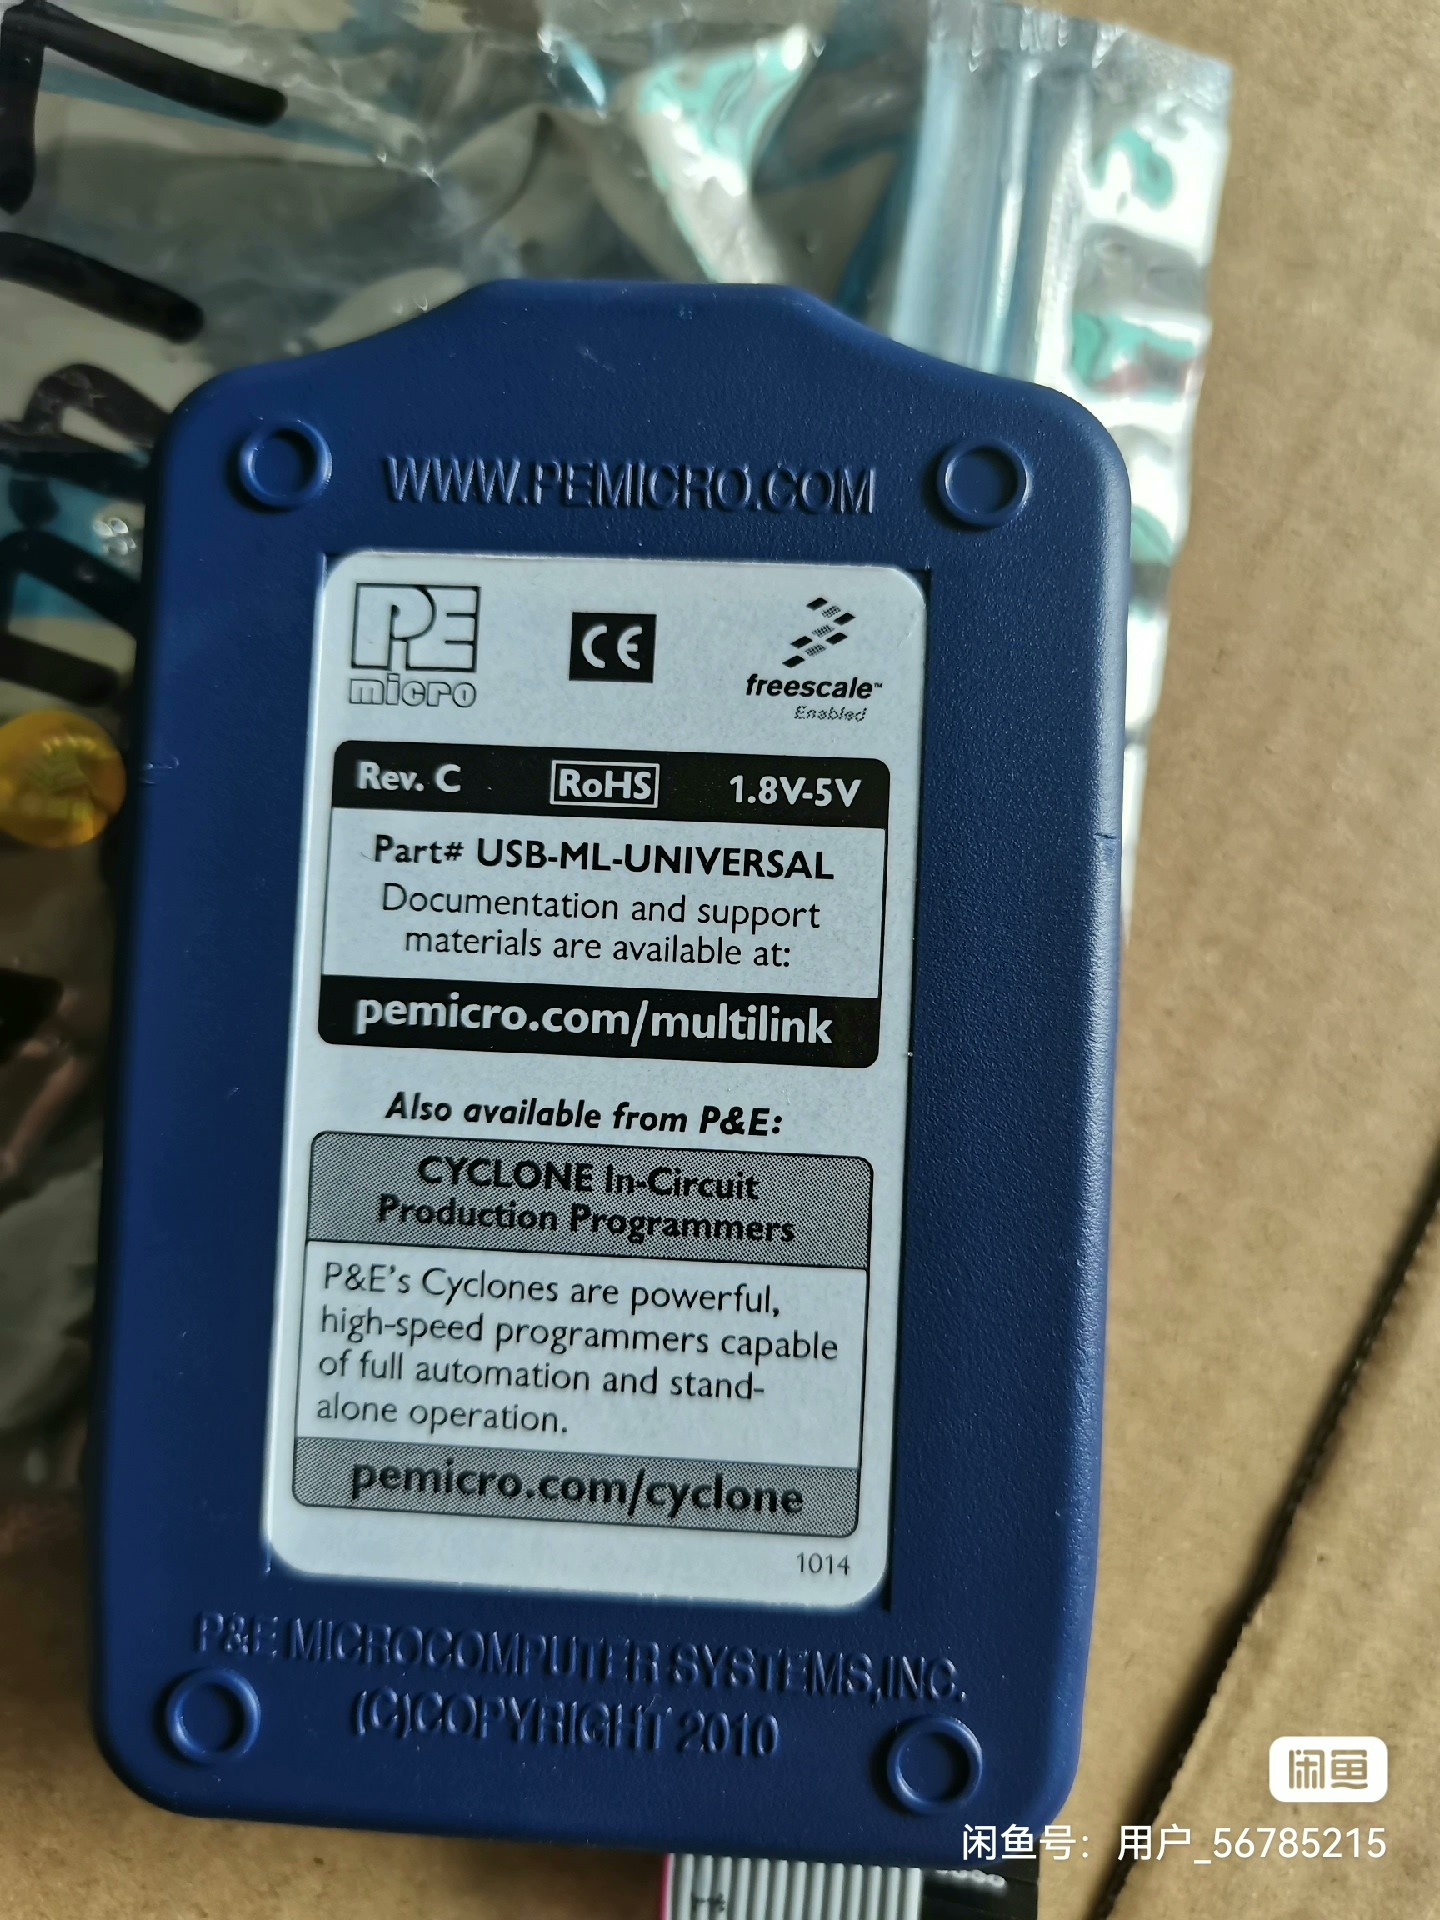 WWW.PEMICRO.COM
PE
micro
CE
freescale™
Enabled
Rev. C RoHS 1.8V-5V
Part# USB-ML-UNIVERSAL
Documentation and support
materials are available at:
pemicro.com/multilink
Also available from P&E:
CYCLONE In-Circuit
Production Programmers
P&E's Cyclones are powerful,
high-speed programmers capable
of full automation and stand-
alone operation.
pemicro.com/cyclone
1014
P&E MICROCOMPUTER SYSTEMS,INC.
(C)COPYRIGHT 2010
闲鱼
闲鱼号：用户_56785215